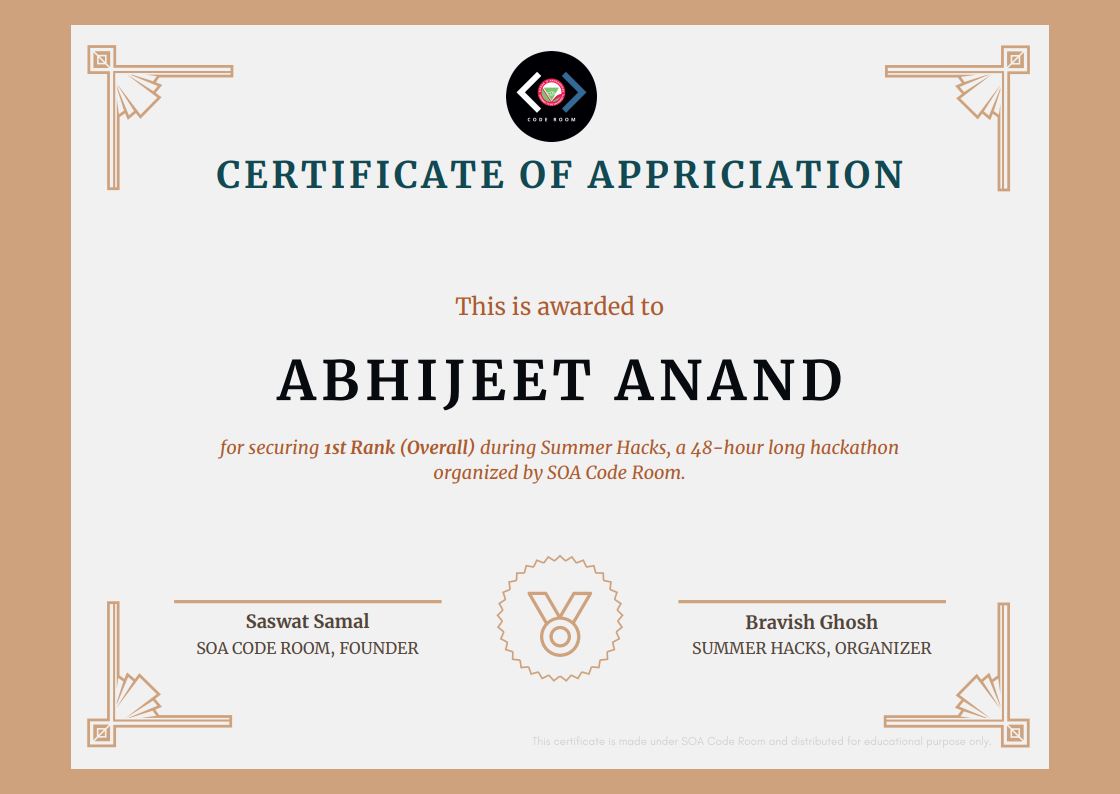 CODE ROOM
CERTIFICATE OF APPRICIATION
This is awarded to
ABHIJEET ANAND
for securing 1st Rank (Overall) during Summer Hacks, a 48-hour long hackathon
organized by SOA Code Room.
Saswat Samal
SOA CODE ROOM, FOUNDER
Bravish Ghosh
SUMMER HACKS, ORGANIZER
This certificate is made under SOA Code Room and distributed for educational purpose only.